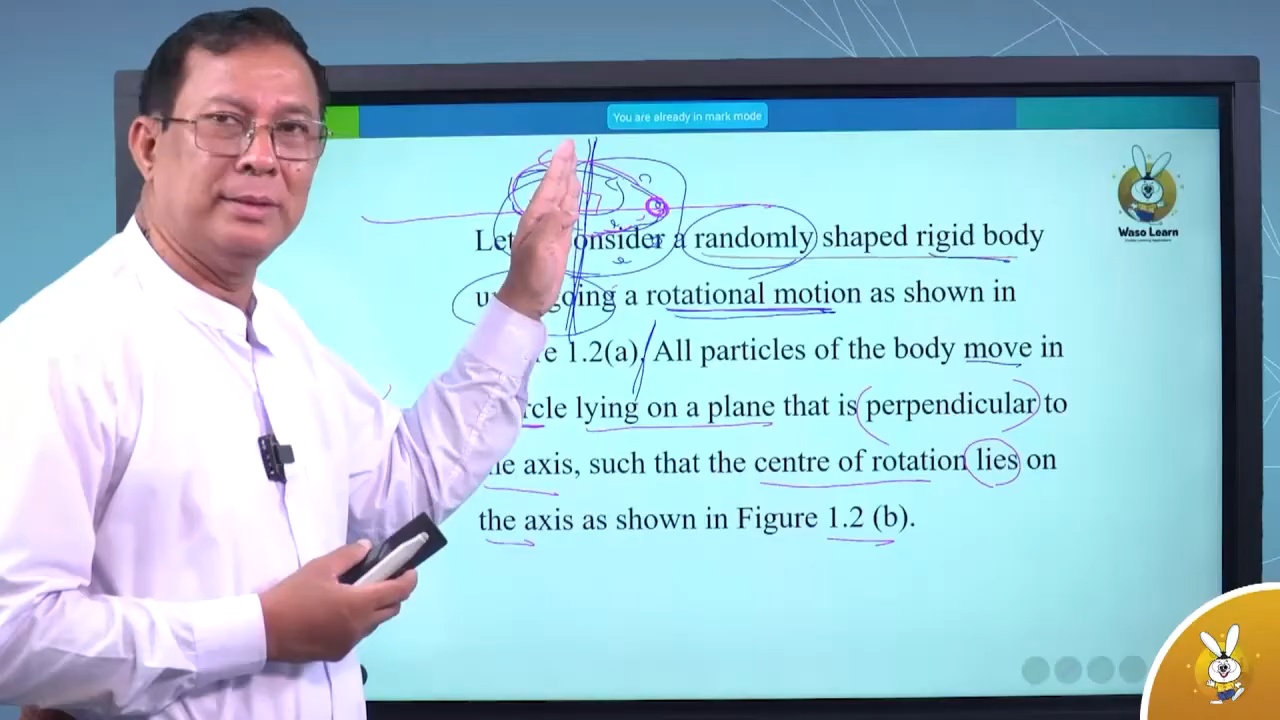 You are already in mark mode
Let consider a randomly shaped rigid body
going a rotational motion as shown in
1.2(a). All particles of the body move in
lying on a plane that is perpendicular to
axis, such that the centre of rotation lies on
the axis as shown in Figure 1.2 (b).
Waso Learn